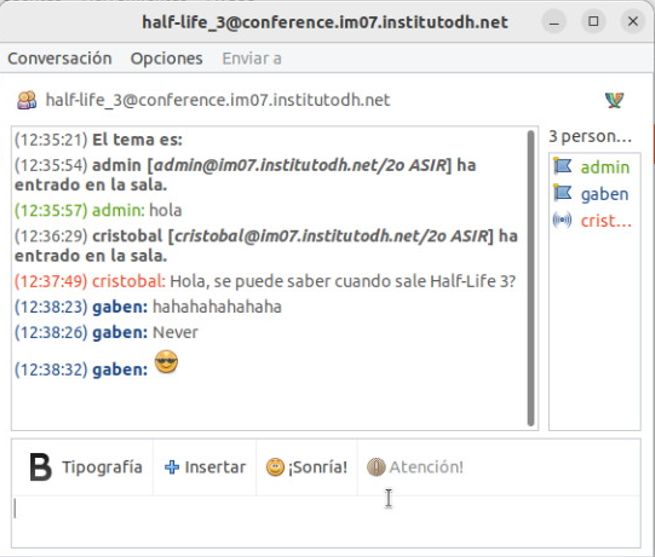 half-life_3@conference.im07.institutodh.net
Conversación Opciones Enviar a
half-life_3@conference.im07.institutodh.net
(12:35:21) El tema es:
(12:35:54) admin [admin@im07.institutodh.net/2o ASIR] ha
entrado en la sala.
(12:35:57) admin: hola
(12:36:29) cristobal [cristobal@im07.institutodh.net/2o ASIR] ha
entrado en la sala.
(12:37:49) cristobal: Hola, se puede saber cuando sale Half-Life 3?
(12:38:23) gaben: hahahahahahaha
(12:38:26) gaben: Never
(12:38:32) gaben:
3 person...
admin
gaben
crist...
B Tipografía Insertar ¡Sonría! Atención!